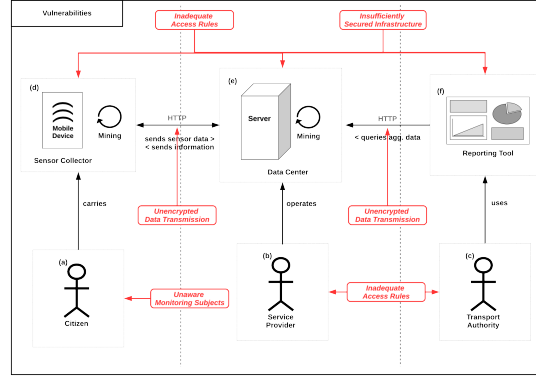 Vulnerabilities
Inadequate
Access Rules
Insufficiently
Secured Infrastructure
(d)
Mobile
Device
Mining
Sensor Collector
HTTP
sends sensor data >
< sends information
(e)
Server
Mining
Data Center
HTTP
< queries agg. data
(f)
Reporting Tool
carries
Unencrypted
Data Transmission
operates
Unencrypted
Data Transmission
uses
(a)
Citizen
Unaware
Monitoring Subjects
(b)
Service
Provider
Inadequate
Access Rules
(c)
Transport
Authority